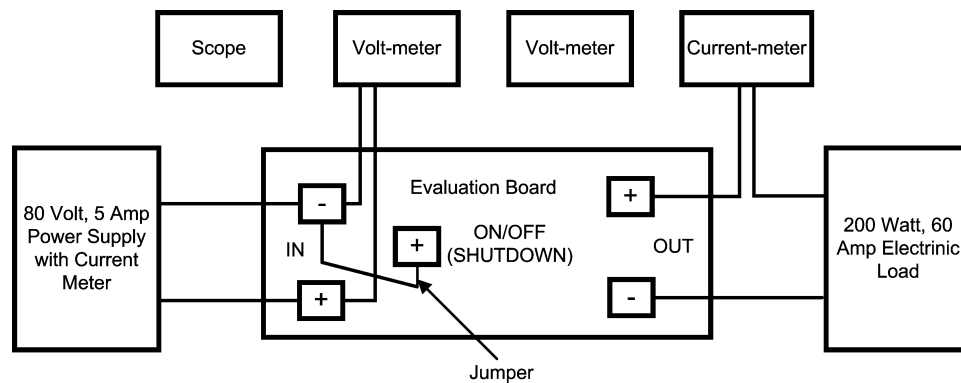 Scope
Volt-meter
Volt-meter
Current-meter
80 Volt, 5 Amp
Power Supply
with Current
Meter
-
IN
+
Evaluation Board
+
ON/OFF
(SHUTDOWN)
+
OUT
-
200 Watt, 60
Amp Electrinic
Load
Jumper